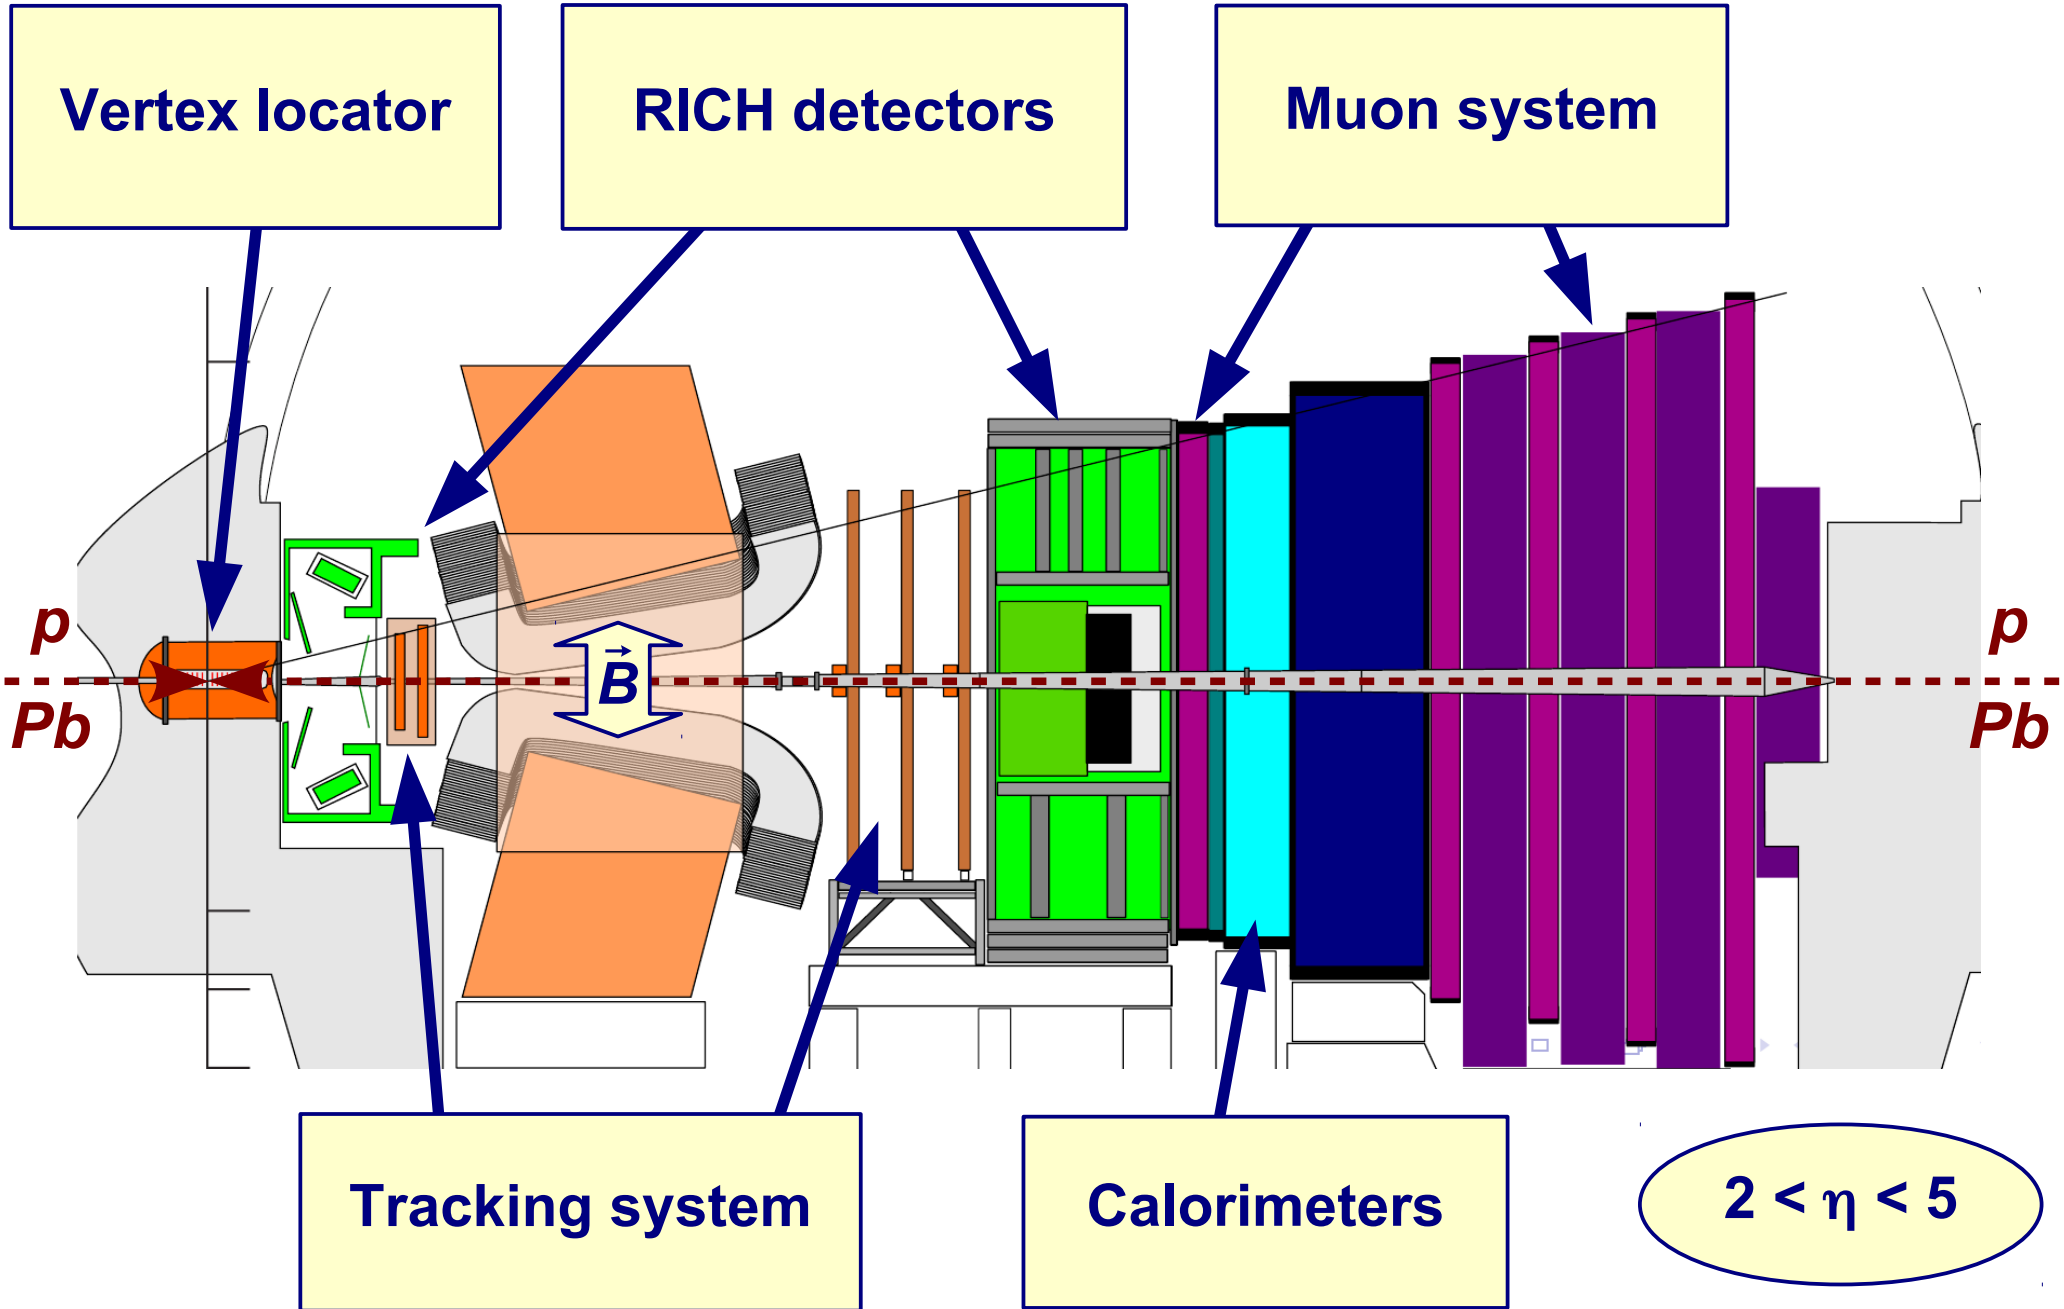 Vertex locator
RICH detectors
Muon system
p
p
B
Pb
Pb
Tracking system
Calorimeters
2 < η < 5